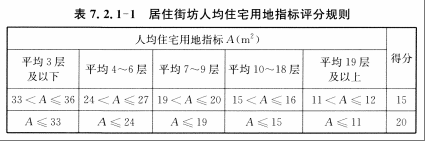 表 7.2.1-1 居住街坊人均住宅用地指标评分规则
人均住宅用地指标 A(m²) 得分
平均 3 层及以下 平均 4~6 层 平均 7~9 层 平均 10~18 层 平均 19 层及以上
33<A≤36 24<A≤27 19<A≤20 15<A≤16 11<A≤12 15
A≤33 A≤24 A≤19 A≤15 A≤11 20